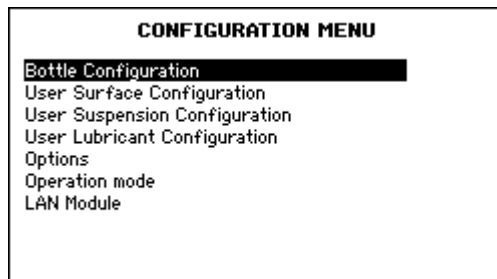 CONFIGURATION MENU
Bottle Configuration
User Surface Configuration
User Suspension Configuration
User Lubricant Configuration
Options
Operation mode
LAN Module